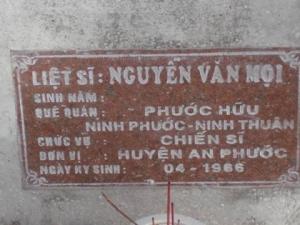 LIỆT SĨ: NGUYỄN VĂN MỌI
SINH NĂM :
QUÊ QUÁN : PHƯỚC HỮU
NINH PHƯỚC-NINH THUẬN
CHỨC VỤ : CHIẾN SĨ
ĐƠN VỊ : HUYỆN AN PHƯỚC
NGÀY HY SINH: 04-1966